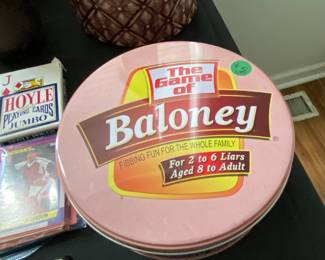 The
Game
of
Baloney
FIBBING FUN FOR THE WHOLE FAMILY
For 2 to 6 Liars
Aged 8 to Adult
J
HOYLE
PLAYING CARDS
JUMBO